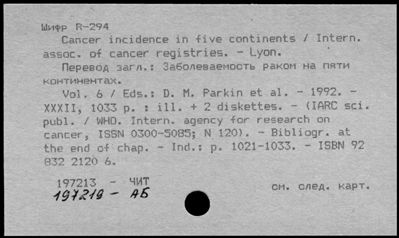 Шифр R-294
Cancer incidence in five continents / Intern.
assoc. of cancer registries. - Lyon.
Перевод загл.: Заболеваемость раком на пяти
континентах.
Vol. 6 / Eds.: D. M. Parkin et al. - 1992. -
XXXII, 1033 p. : ill. + 2 diskettes. - (IARC sci.
publ. / WHO. Intern. agency for research on
cancer, ISSN 0300-5085; N 120). - Bibliogr. at
the end of chap. - Ind.: p. 1021-1033. - ISBN 92
832 2120 6.
197213 - ЧИТ
197219 - АБ
см. след. карт.